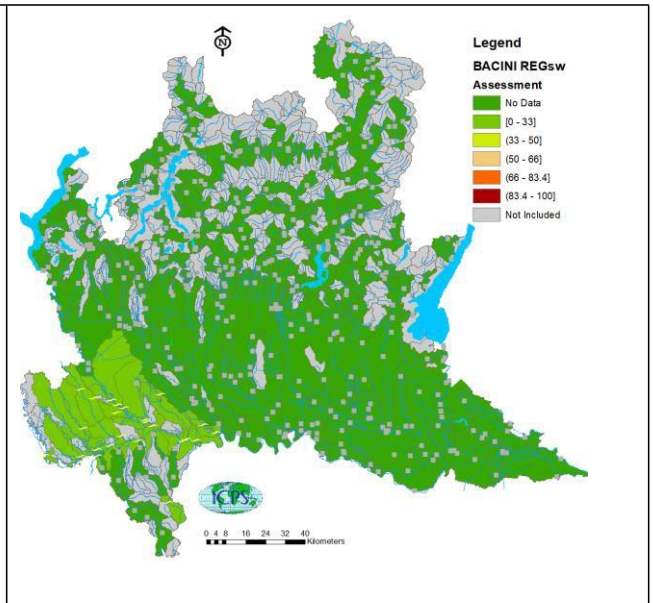 N
Legend
BACINI REGsw
Assessment
No Data
[0 - 33]
(33 - 50]
(50 - 66]
(66 - 83.4]
(83.4 - 100]
Not Included
ICPS
0 4 8 16 24 32 40
Kilometers